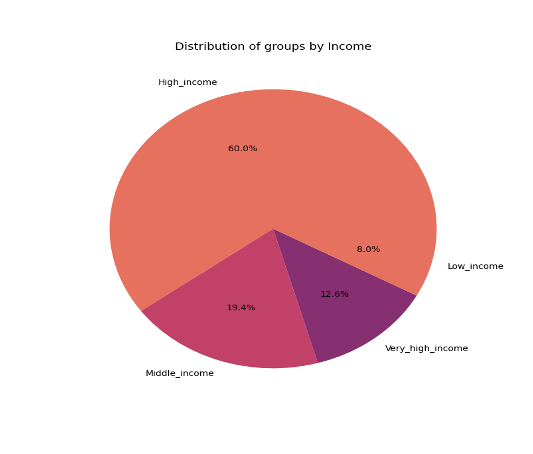 Distribution of groups by Income
High_income
60.0%
8.0%
Low_income
12.6%
19.4%
Very_high_income
Middle_income